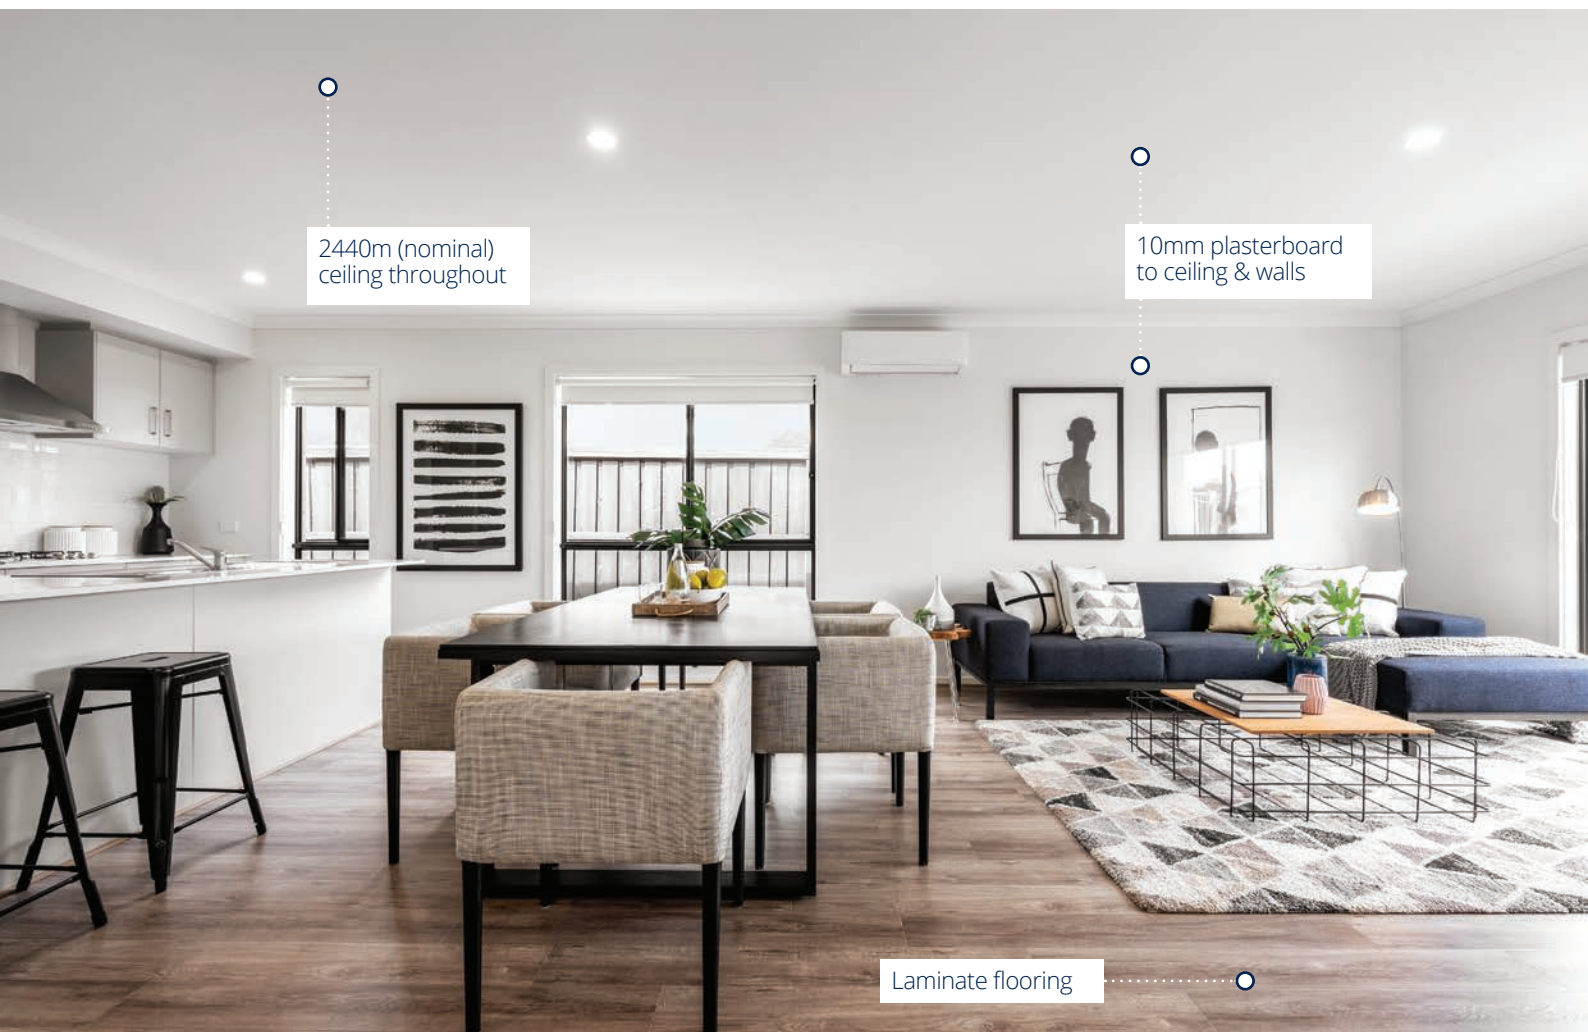 2440m (nominal)
ceiling throughout
10mm plasterboard
to ceiling & walls
Laminate flooring